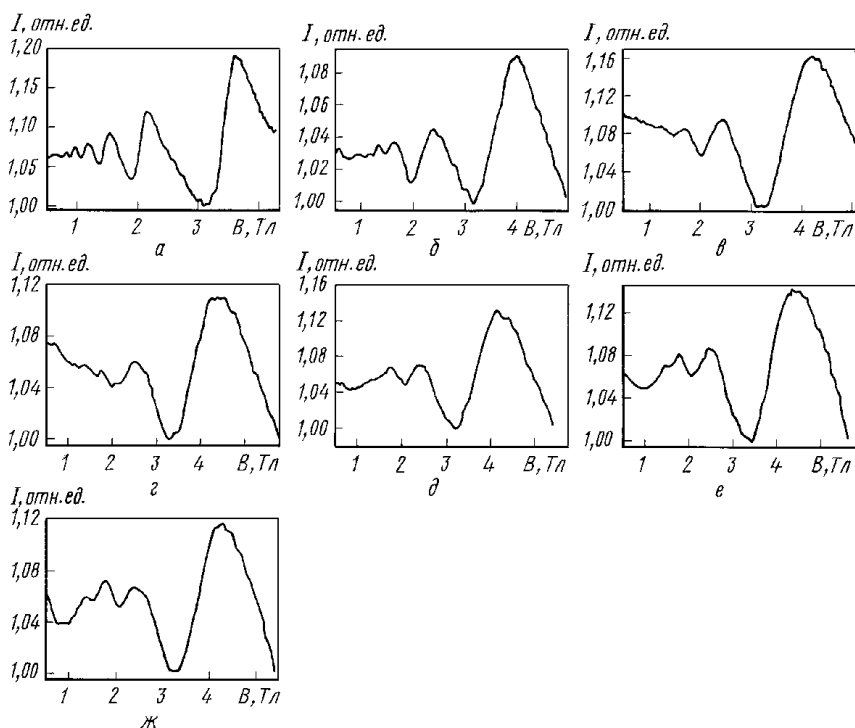 I, отн.ед.
1,20
1,15
1,10
1,05
1,00
1
2
3
В, Тл
а
I, отн.ед.
1,08
1,06
1,04
1,02
1,00
1
2
3
4
В, Тл
б
I, отн.ед.
1,16
1,12
1,08
1,04
1,00
1
2
3
4
В, Тл
в
I, отн.ед.
1,12
1,08
1,04
1,00
1
2
3
4
В, Тл
г
I, отн.ед.
1,16
1,12
1,08
1,04
1,00
1
2
3
4
В, Тл
д
I, отн.ед.
1,12
1,08
1,04
1,00
1
2
3
4
В, Тл
е
I, отн.ед.
1,12
1,08
1,04
1,00
1
2
3
4
В, Тл
ж